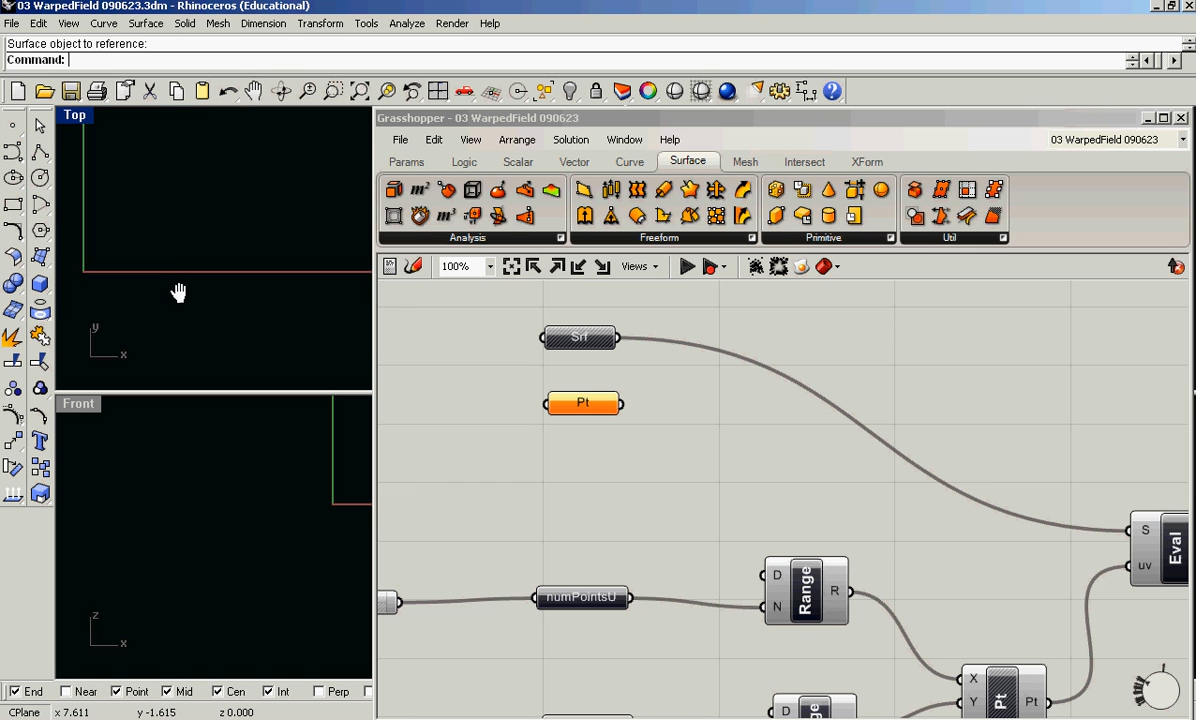 03 WarpedField 090623.3dm - Rhinoceros (Educational)
File Edit View Curve Surface Solid Mesh Dimension Transform Tools Analyze Render Help
Surface object to reference:
Command:
Top
Grasshopper - 03 WarpedField 090623
File Edit View Arrange Solution Window Help 03 WarpedField 090623
Params Logic Scalar Vector Curve Surface Mesh Intersect XForm
m² m³
Analysis Freeform Primitive Util
100% Views
y
x
Srf
Pt
Front
z
x
S
uv
Eval
D
N
Range
R
numPointsU
X
Y
Pt
Pt
D
End Near Point Mid Cen Int Perp
CPlane x 7.611 y -1.615 z 0.000